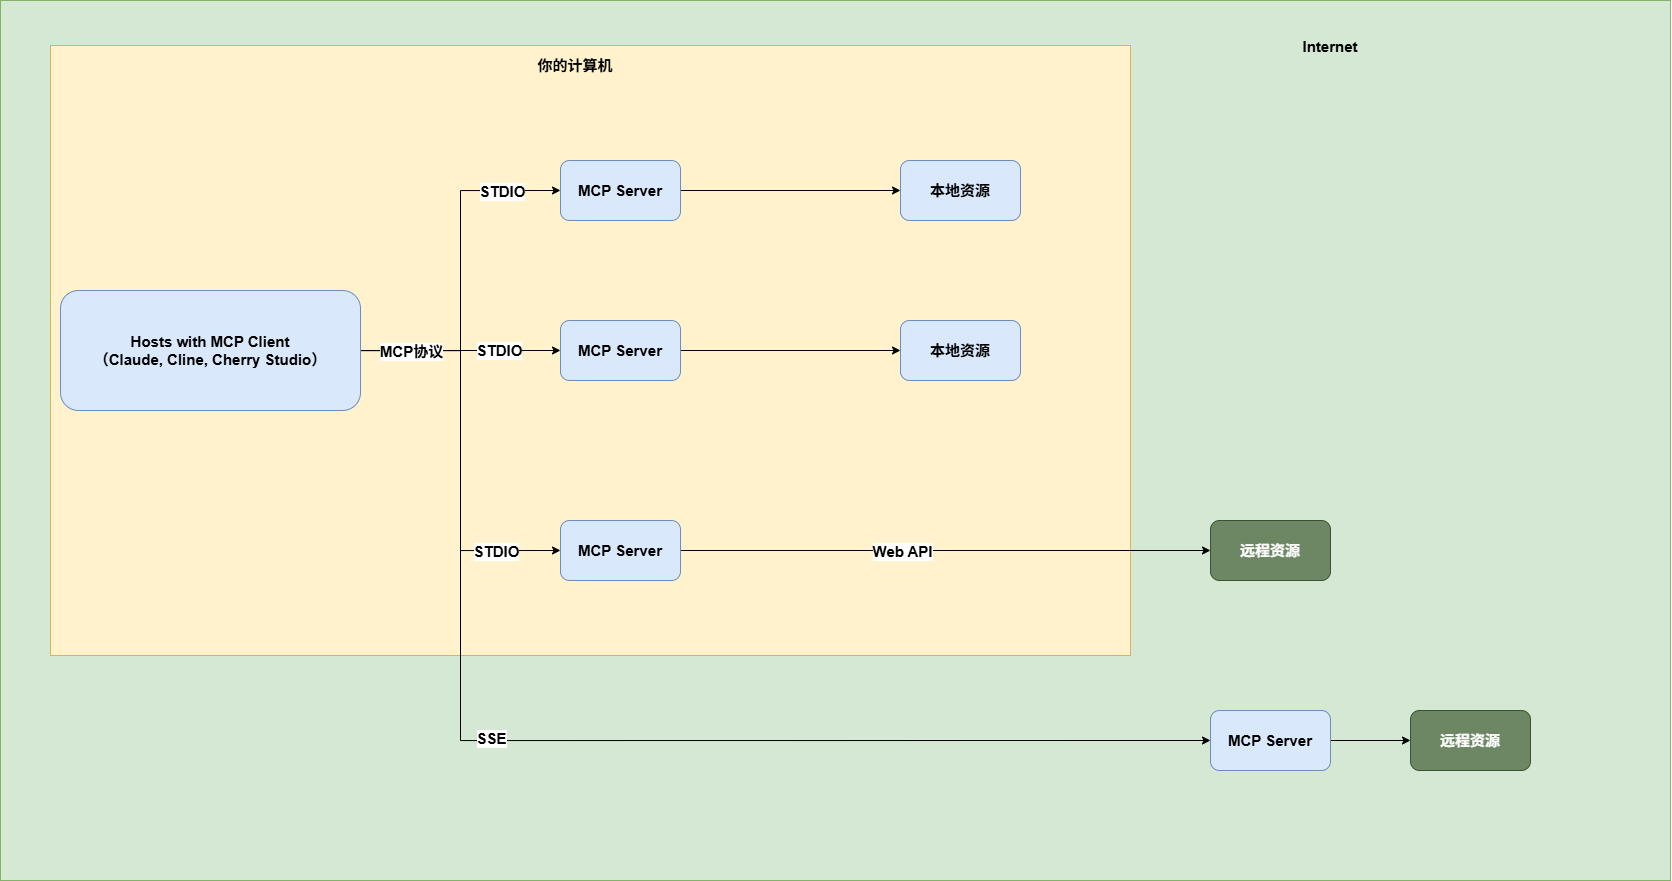 Internet
你的计算机
STDIO
MCP Server
本地资源
Hosts with MCP Client
（Claude, Cline, Cherry Studio）
MCP协议
STDIO
MCP Server
本地资源
STDIO
MCP Server
Web API
远程资源
SSE
MCP Server
远程资源